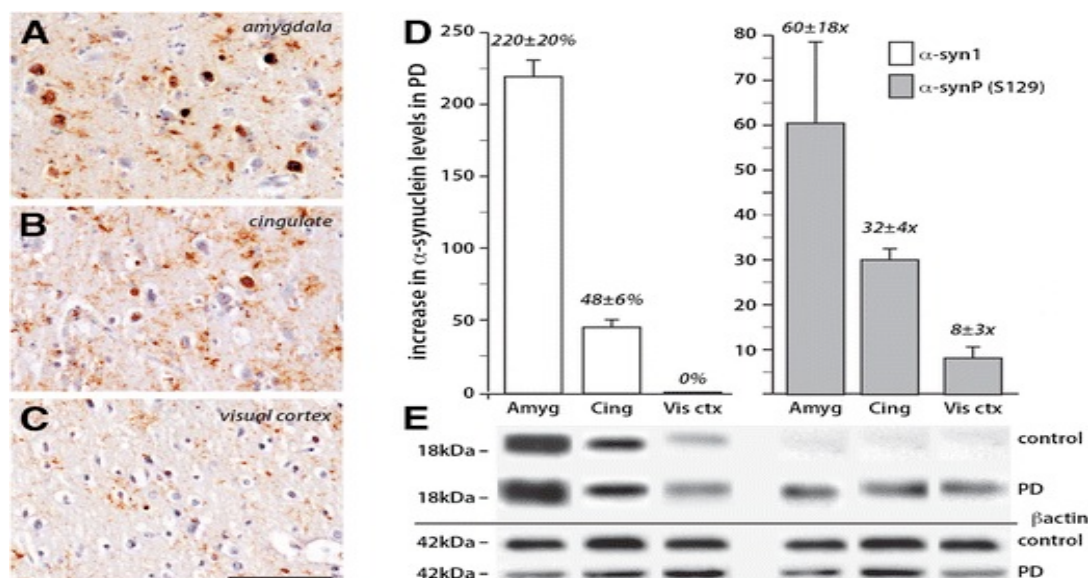 A
amygdala
B
cingulate
C
visual cortex
D
increase in α-synuclein levels in PD
250
200
150
100
50
0
220±20%
48±6%
0%
Amyg
Cing
Vis ctx
80
70
60
50
40
30
20
10
60±18x
32±4x
8±3x
α-syn1
α-synP (S129)
Amyg
Cing
Vis ctx
E
18kDa –
control
18kDa –
PD
βactin
42kDa –
control
42kDa –
PD